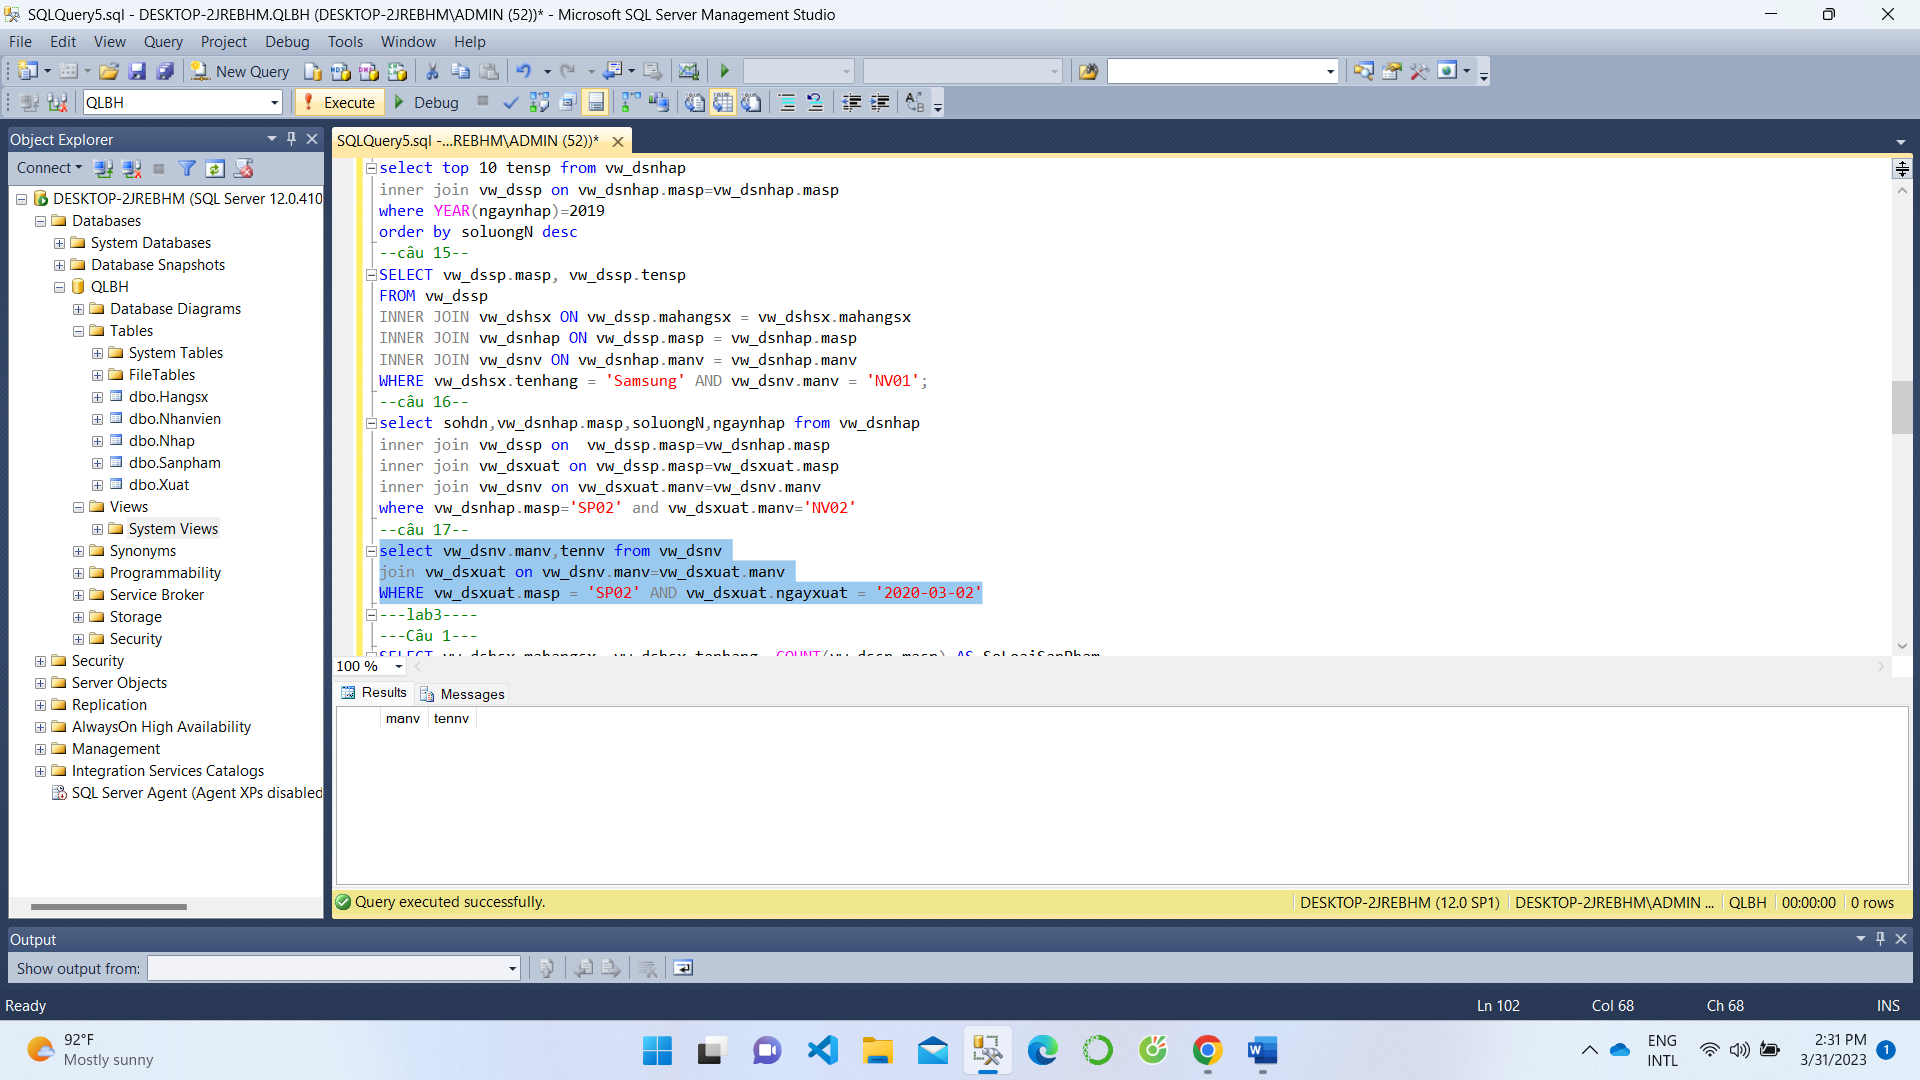 SQLQuery5.sql - DESKTOP-2JREBHM.QLBH (DESKTOP-2JREBHM\ADMIN (52))* - Microsoft SQL Server Management Studio
File Edit View Query Project Debug Tools Window Help
New Query
QLBH Execute Debug
Object Explorer
Connect
DESKTOP-2JREBHM (SQL Server 12.0.410
Databases
System Databases
Database Snapshots
QLBH
Database Diagrams
Tables
System Tables
FileTables
dbo.Hangsx
dbo.Nhanvien
dbo.Nhap
dbo.Sanpham
dbo.Xuat
Views
System Views
Synonyms
Programmability
Service Broker
Storage
Security
Security
Server Objects
Replication
AlwaysOn High Availability
Management
Integration Services Catalogs
SQL Server Agent (Agent XPs disabled
SQLQuery5.sql -...REBHM\ADMIN (52))*
select top 10 tensp from vw_dsnhap
inner join vw_dssp on vw_dsnhap.masp=vw_dsnhap.masp
where YEAR(ngaynhap)=2019
order by soluongN desc
--câu 15--
SELECT vw_dssp.masp, vw_dssp.tensp
FROM vw_dssp
INNER JOIN vw_dshsx ON vw_dssp.mahangsx = vw_dshsx.mahangsx
INNER JOIN vw_dsnhap ON vw_dssp.masp = vw_dsnhap.masp
INNER JOIN vw_dsnv ON vw_dsnhap.manv = vw_dsnhap.manv
WHERE vw_dshsx.tenhang = 'Samsung' AND vw_dsnv.manv = 'NV01';
--câu 16--
select sohdn,vw_dsnhap.masp,soluongN,ngaynhap from vw_dsnhap
inner join vw_dssp on  vw_dssp.masp=vw_dsnhap.masp
inner join vw_dsxuat on vw_dssp.masp=vw_dsxuat.masp
inner join vw_dsnv on vw_dsxuat.manv=vw_dsnv.manv
where vw_dsnhap.masp='SP02' and vw_dsxuat.manv='NV02'
--câu 17--
select vw_dsnv.manv,tennv from vw_dsnv
join vw_dsxuat on vw_dsnv.manv=vw_dsxuat.manv
WHERE vw_dsxuat.masp = 'SP02' AND vw_dsxuat.ngayxuat = '2020-03-02'
---lab3----
---Câu 1---
SELECT vw_dshsx.mahangsx, vw_dshsx.tenhang, COUNT(vw_dssp.masp) AS SoLoaiSanPham
100 %
Results Messages
manv tennv
Query executed successfully. DESKTOP-2JREBHM (12.0 SP1) DESKTOP-2JREBHM\ADMIN ... QLBH 00:00:00 0 rows
Output
Show output from:
Ready Ln 102 Col 68 Ch 68 INS
92°F
Mostly sunny
ENG
INTL
2:31 PM
3/31/2023
1